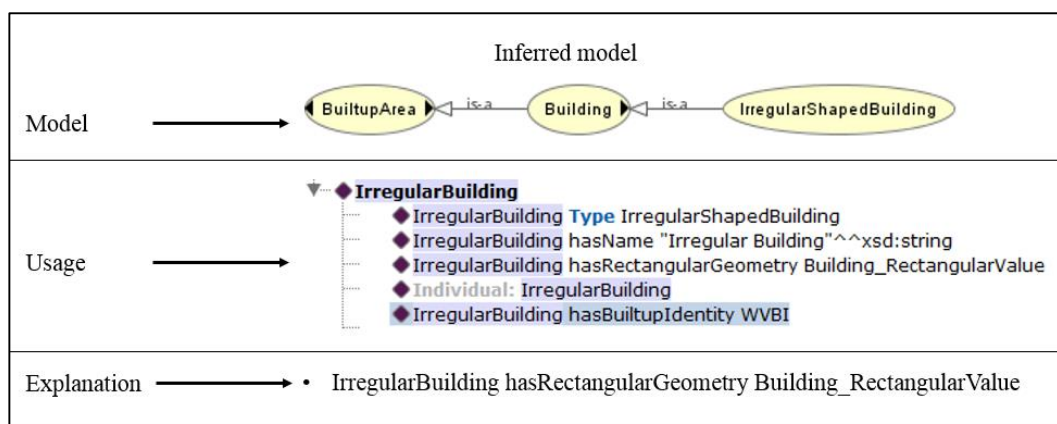 Inferred model
Model
BuiltupArea is-a Building is-a IrregularShapedBuilding
IrregularBuilding
IrregularBuilding Type IrregularShapedBuilding
IrregularBuilding hasName "Irregular Building"^^xsd:string
Usage
IrregularBuilding hasRectangularGeometry Building_RectangularValue
Individual: IrregularBuilding
IrregularBuilding hasBuiltupIdentity WVBI
Explanation • IrregularBuilding hasRectangularGeometry Building_RectangularValue